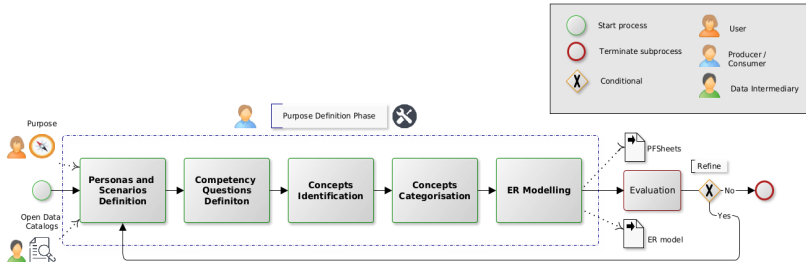 Start process
User
Terminate subprocess
Producer /
Consumer
Conditional
Data Intermediary
Purpose Definition Phase
Purpose
PFSheets
Personas and
Scenarios
Definition
Competency
Questions
Definiton
Concepts
Identification
Concepts
Categorisation
ER Modelling
Evaluation
Refine
X
No
Yes
Open Data
Catalogs
ER model